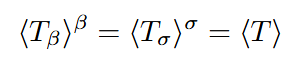 ⟨T_β⟩^β = ⟨T_σ⟩^σ = ⟨T⟩